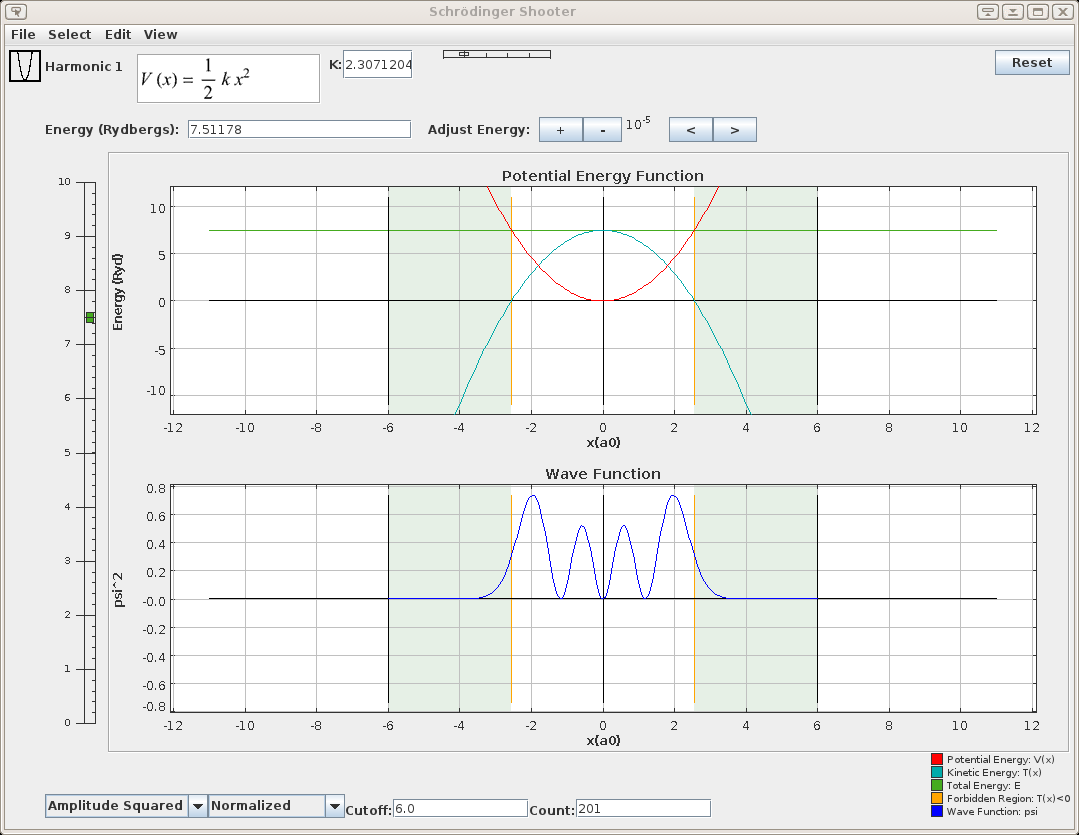 Schrödinger Shooter
File Select Edit View
Harmonic 1
V (x) = 1/2 k x²
K: 2.3071204
Reset
Energy (Rydbergs): 7.51178
Adjust Energy: + - 10^-5 < >
10
9
8
7
6
5
4
3
2
1
0
Potential Energy Function
Energy (Ryd)
10
5
0
-5
-10
-12 -10 -8 -6 -4 -2 0 2 4 6 8 10 12
x(a0)
Wave Function
psi^2
0.8
0.6
0.4
0.2
-0.0
-0.2
-0.4
-0.6
-0.8
-12 -10 -8 -6 -4 -2 0 2 4 6 8 10 12
x(a0)
Potential Energy: V(x)
Kinetic Energy: T(x)
Total Energy: E
Forbidden Region: T(x)<0
Wave Function: psi
Amplitude Squared Normalized Cutoff: 6.0 Count: 201